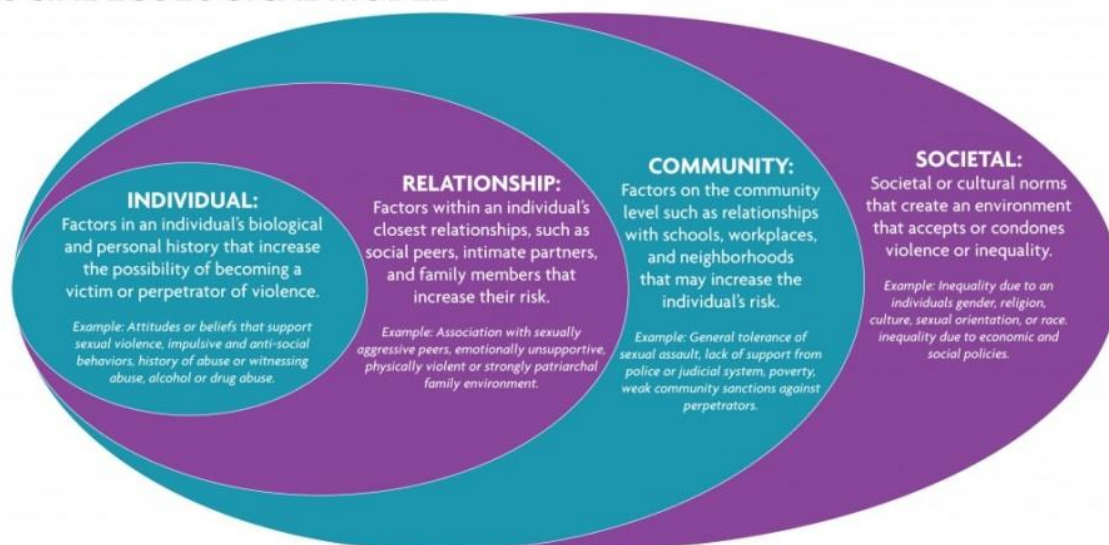 INDIVIDUAL:
Factors in an individual's biological
and personal history that increase
the possibility of becoming a
victim or perpetrator of violence.
Example: Attitudes or beliefs that support
sexual violence, impulsive and anti-social
behaviors, history of abuse or witnessing
abuse, alcohol or drug abuse.
RELATIONSHIP:
Factors within an individual's
closest relationships, such as
social peers, intimate partners,
and family members that
increase their risk.
Example: Association with sexually
aggressive peers, emotionally unsupportive,
physically violent or strongly patriarchal
family environment.
COMMUNITY:
Factors on the community
level such as relationships
with schools, workplaces,
and neighborhoods
that may increase the
individual's risk.
Example: General tolerance of
sexual assault, lack of support from
police or judicial system, poverty,
weak community sanctions against
perpetrators.
SOCIETAL:
Societal or cultural norms
that create an environment
that accepts or condones
violence or inequality.
Example: Inequality due to an
individuals gender, religion,
culture, sexual orientation, or race.
inequality due to economic and
social policies.